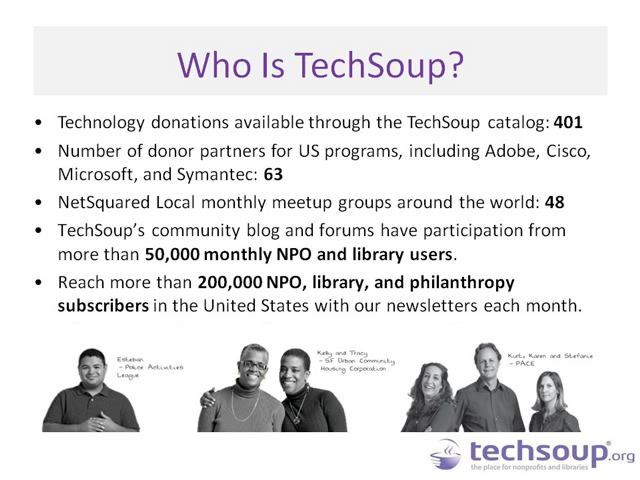 Who Is TechSoup?
• Technology donations available through the TechSoup catalog: 401
• Number of donor partners for US programs, including Adobe, Cisco,
Microsoft, and Symantec: 63
• NetSquared Local monthly meetup groups around the world: 48
• TechSoup’s community blog and forums have participation from
more than 50,000 monthly NPO and library users.
• Reach more than 200,000 NPO, library, and philanthropy
subscribers in the United States with our newsletters each month.
Esteban
- Police Activities
League
Kelly and Tracy
- SF Urban Community
Housing Corporation
Kurt, Karen and Stefanie
- PACE
techsoup®.org
the place for nonprofits and libraries